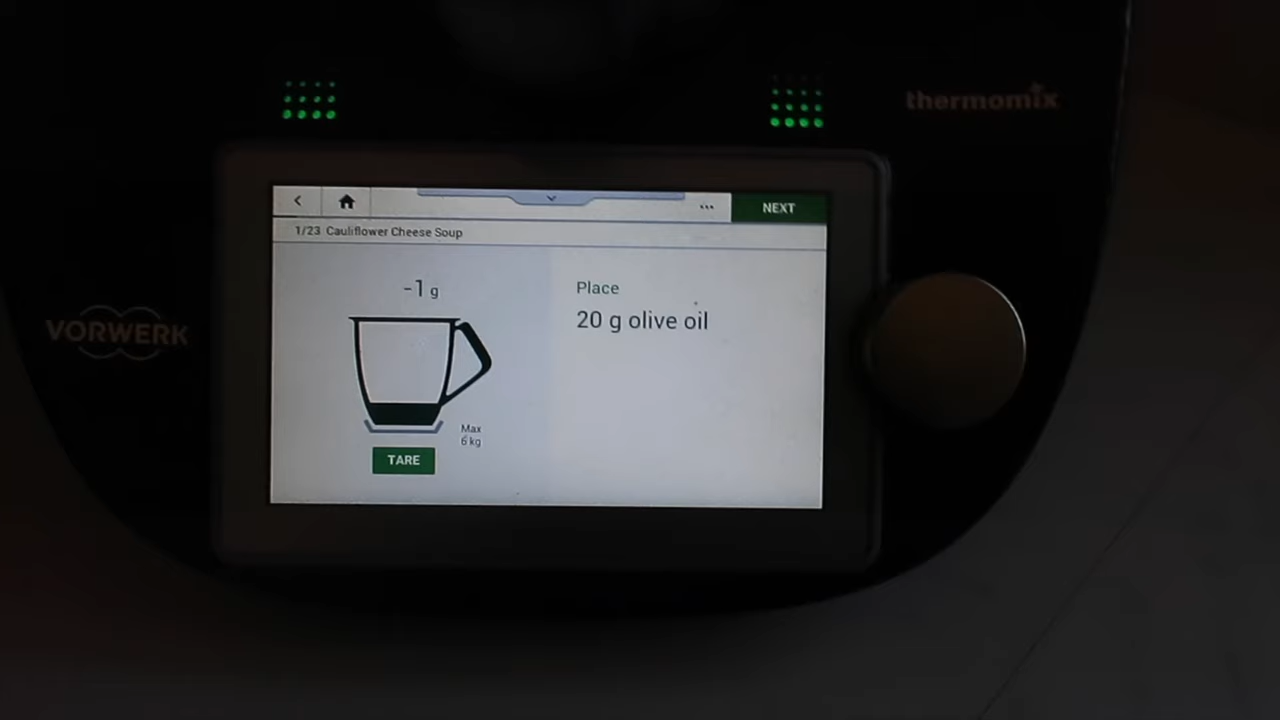 thermomix
NEXT
1/23 Cauliflower Cheese Soup
-1 g
Place
20 g olive oil
VORWERK
Max
6 kg
TARE